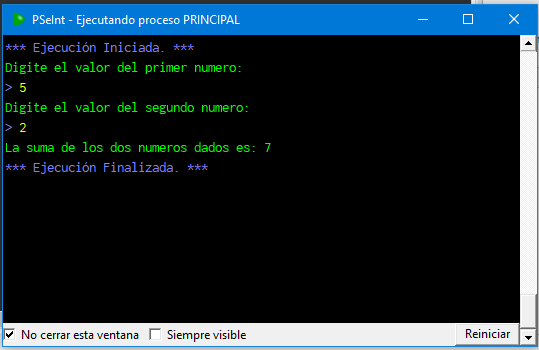 PSeInt - Ejecutando proceso PRINCIPAL
*** Ejecución Iniciada. ***
Digite el valor del primer numero:
> 5
Digite el valor del segundo numero:
> 2
La suma de los dos numeros dados es: 7
*** Ejecución Finalizada. ***
No cerrar esta ventana Siempre visible Reiniciar